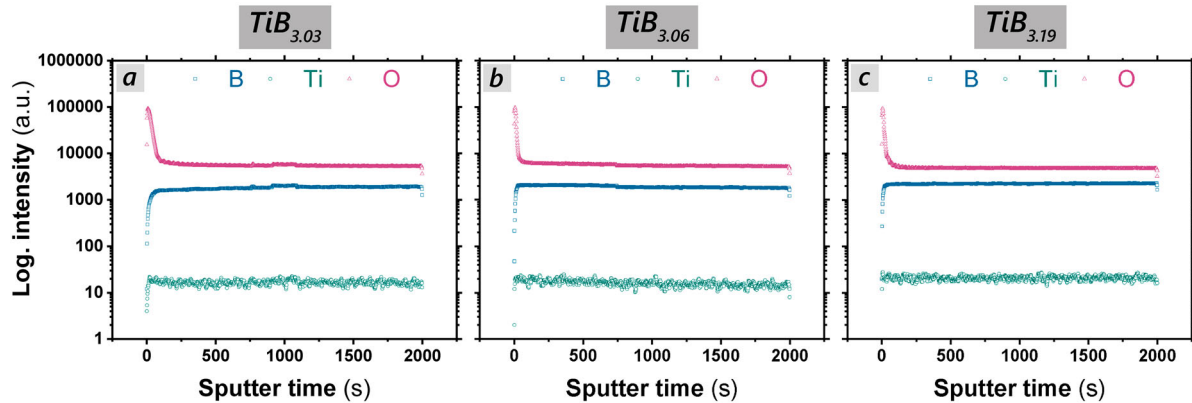 TiB3.03 TiB3.06 TiB3.19
a B Ti O
b B Ti O
c B Ti O
Log. intensity (a.u.)
1000000
100000
10000
1000
100
10
1
0 500 1000 1500 2000
0 500 1000 1500 2000
0 500 1000 1500 2000
Sputter time (s) Sputter time (s) Sputter time (s)